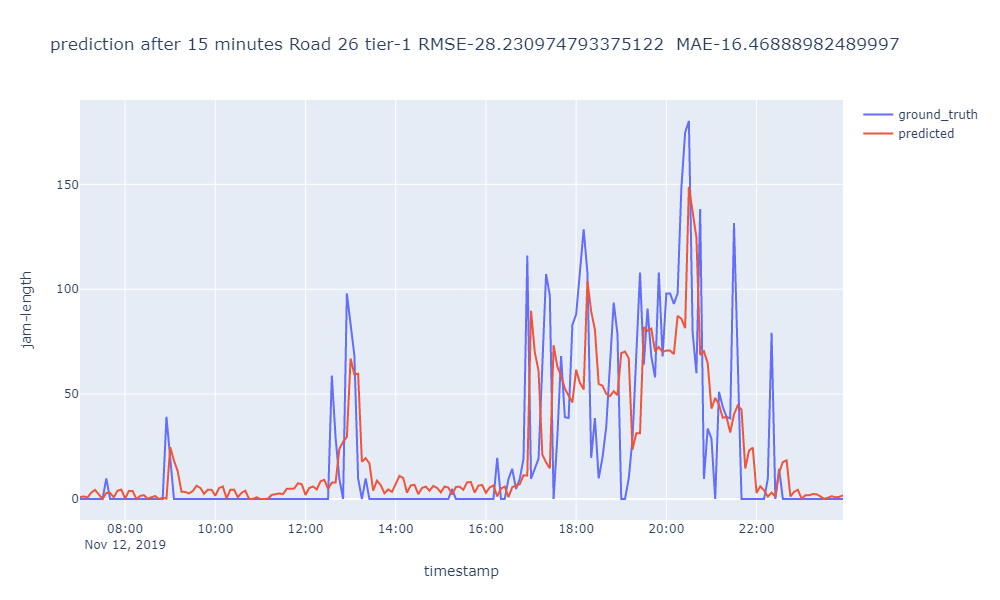 prediction after 15 minutes Road 26 tier-1 RMSE-28.230974793375122  MAE-16.46888982489997
ground_truth
predicted
150
100
50
0
jam-length
08:00 10:00 12:00 14:00 16:00 18:00 20:00 22:00
Nov 12, 2019
timestamp